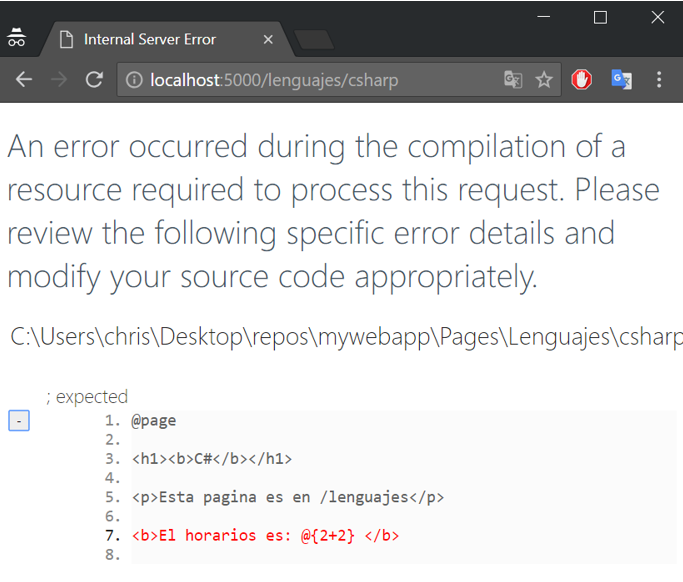 Internal Server Error
localhost:5000/lenguajes/csharp
An error occurred during the compilation of a
resource required to process this request. Please
review the following specific error details and
modify your source code appropriately.
C:\Users\chris\Desktop\repos\mywebapp\Pages\Lenguajes\csharp
; expected
1. @page
2.
3. <h1><b>C#</b></h1>
4.
5. <p>Esta pagina es en /lenguajes</p>
6.
7. <b>El horarios es: @{2+2} </b>
8.